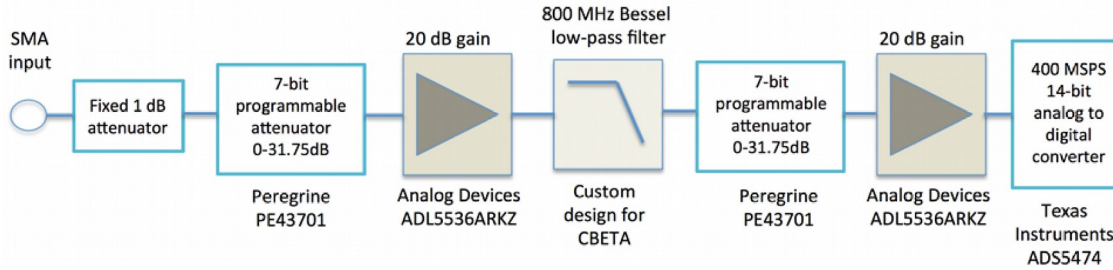 SMA
input
Fixed 1 dB
attenuator
7-bit
programmable
attenuator
0-31.75dB
Peregrine
PE43701
20 dB gain
Analog Devices
ADL5536ARKZ
800 MHz Bessel
low-pass filter
Custom
design for
CBETA
7-bit
programmable
attenuator
0-31.75dB
Peregrine
PE43701
20 dB gain
Analog Devices
ADL5536ARKZ
400 MSPS
14-bit
analog to
digital
converter
Texas
Instruments
ADS5474